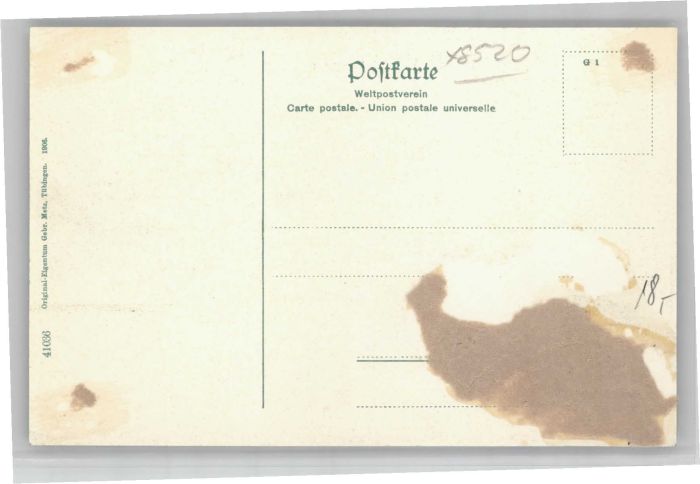 Postkarte
x8520
Weltpostverein
Carte postale. - Union postale universelle
G 1
Original-Eigentum Gebr. Metz, Tübingen. 1906.
41036
18,-